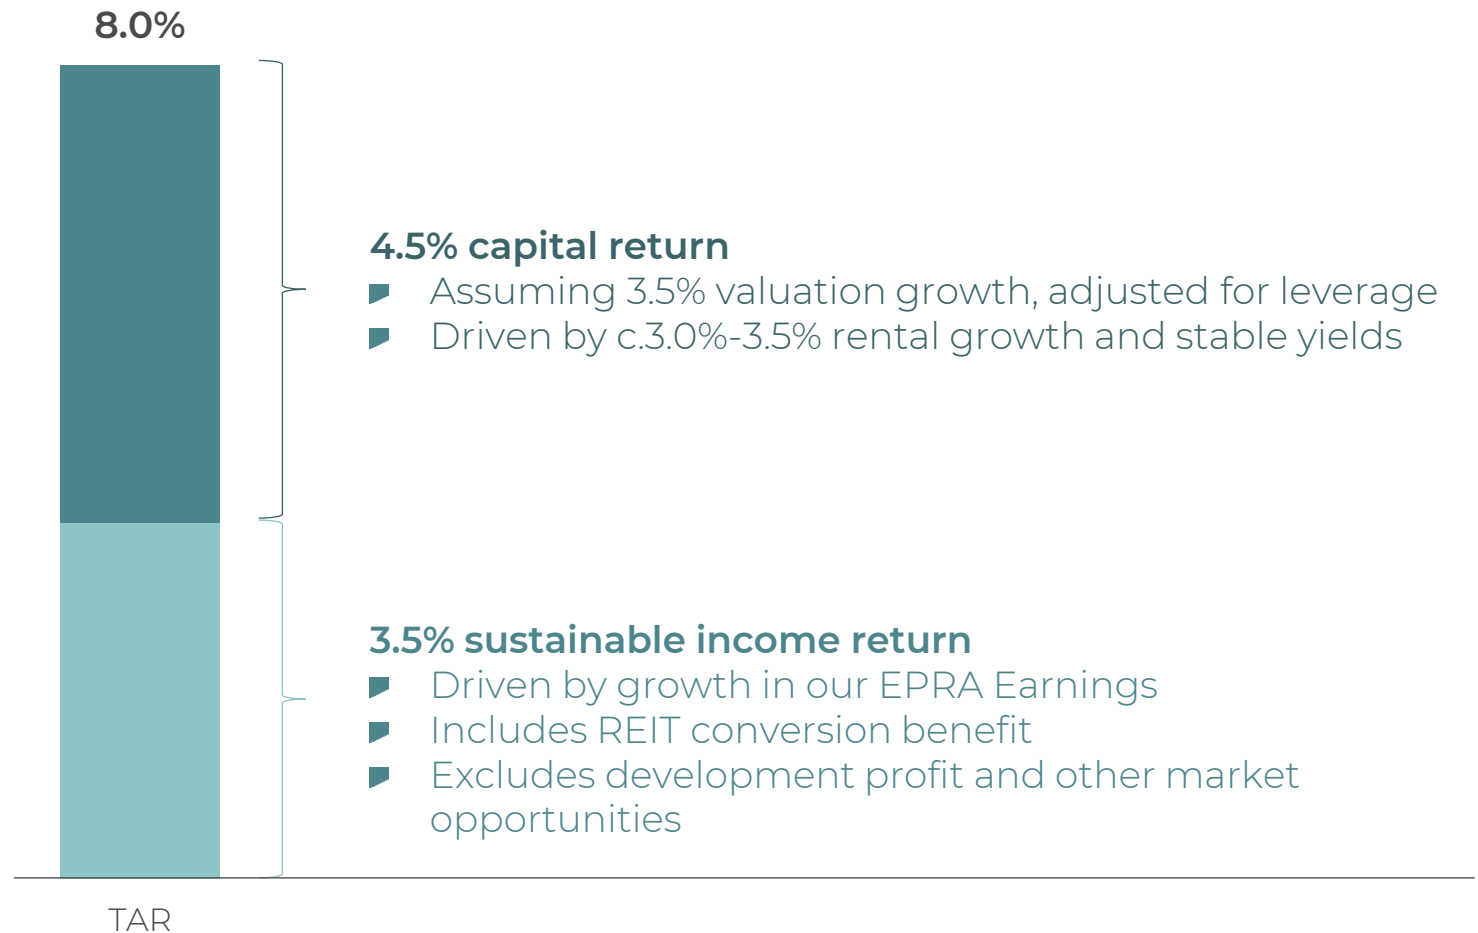 8.0%
4.5% capital return
Assuming 3.5% valuation growth, adjusted for leverage
Driven by c.3.0%-3.5% rental growth and stable yields
3.5% sustainable income return
Driven by growth in our EPRA Earnings
Includes REIT conversion benefit
Excludes development profit and other market
opportunities
TAR